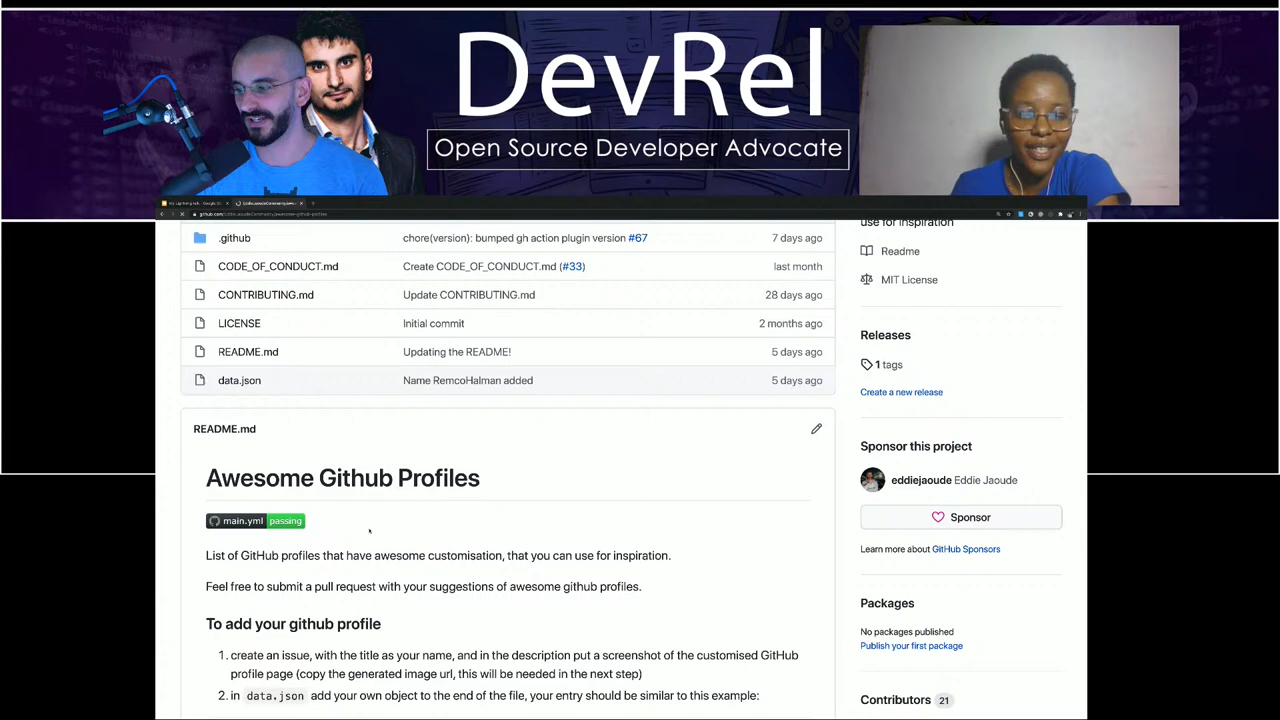 DevRel
Open Source Developer Advocate
github.com/EddieJaoudeCommunity/awesome-github-profiles
.github chore(version): bumped gh action plugin version #67 7 days ago
CODE_OF_CONDUCT.md Create CODE_OF_CONDUCT.md (#33) last month
CONTRIBUTING.md Update CONTRIBUTING.md 28 days ago
LICENSE Initial commit 2 months ago
README.md Updating the README! 5 days ago
data.json Name RemcoHalman added 5 days ago
README.md
Awesome Github Profiles
main.yml passing
List of GitHub profiles that have awesome customisation, that you can use for inspiration.
Feel free to submit a pull request with your suggestions of awesome github profiles.
To add your github profile
1. create an issue, with the title as your name, and in the description put a screenshot of the customised GitHub
profile page (copy the generated image url, this will be needed in the next step)
2. in data.json add your own object to the end of the file, your entry should be similar to this example:
use for inspiration
Readme
MIT License
Releases
1 tags
Create a new release
Sponsor this project
eddiejaoude Eddie Jaoude
Sponsor
Learn more about GitHub Sponsors
Packages
No packages published
Publish your first package
Contributors 21